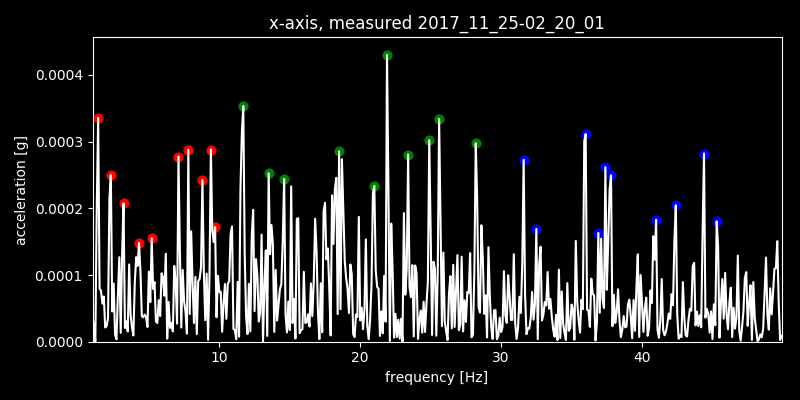 x-axis, measured 2017_11_25-02_20_01
0.0004
0.0003
0.0002
0.0001
0.0000
acceleration [g]
10 20 30 40
frequency [Hz]